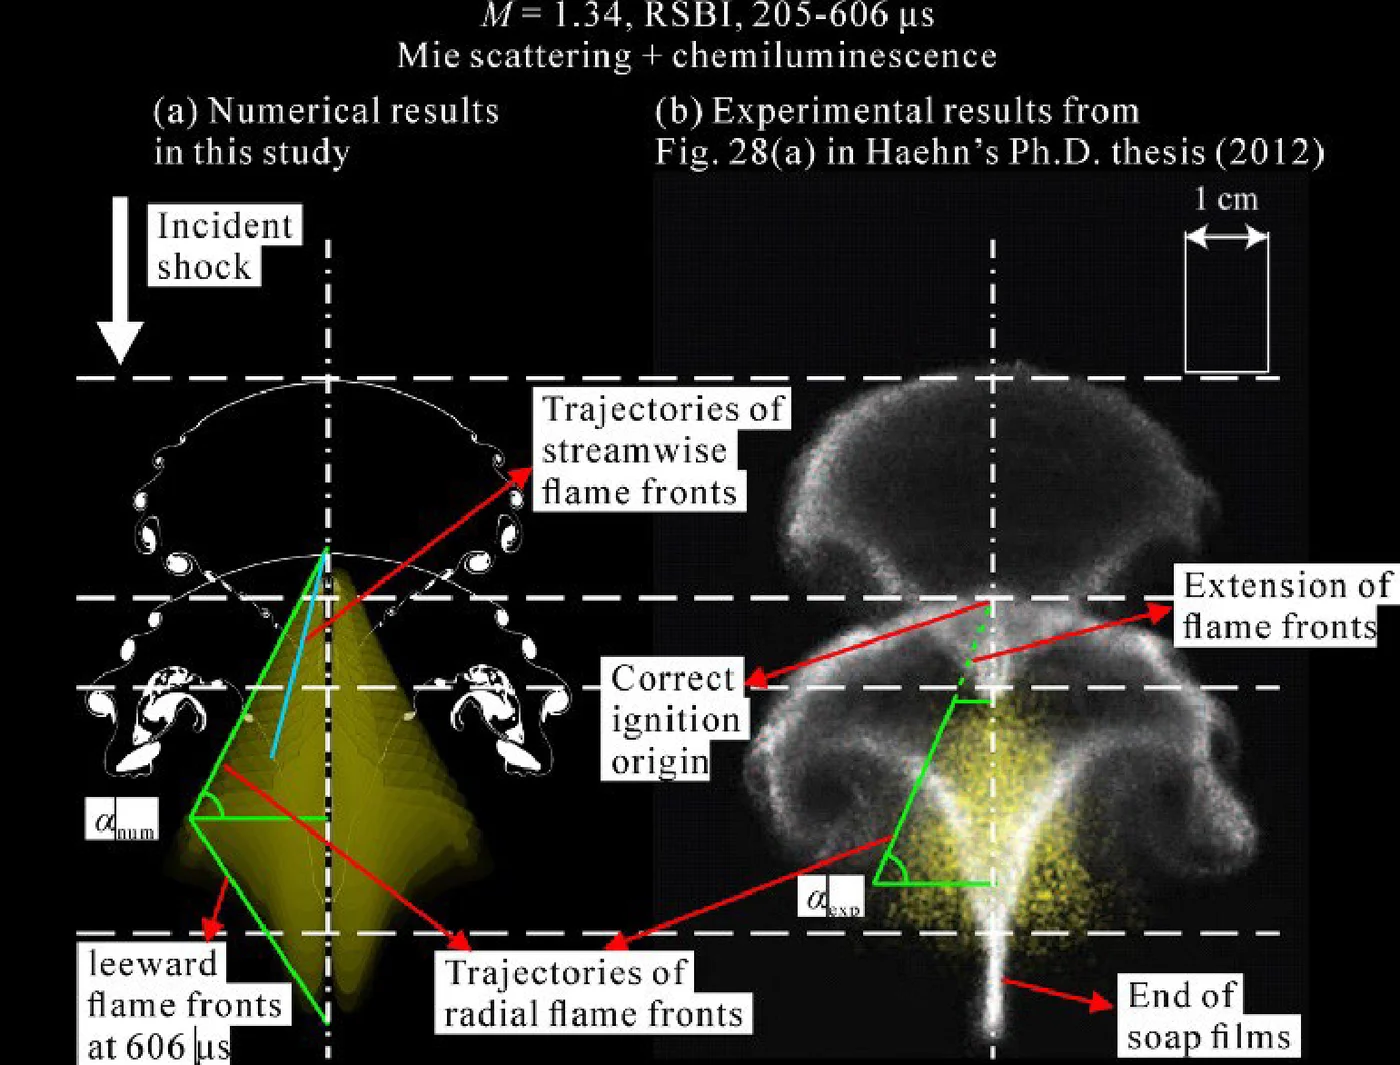 M = 1.34, RSBI, 205-606 μs
Mie scattering + chemiluminescence
(a) Numerical results
in this study
(b) Experimental results from
Fig. 28(a) in Haehn's Ph.D. thesis (2012)
1 cm
Incident
shock
Trajectories of
streamwise
flame fronts
Extension of
flame fronts
Correct
ignition
origin
αnum
αexp
leeward
flame fronts
at 606 μs
Trajectories of
radial flame fronts
End of
soap films